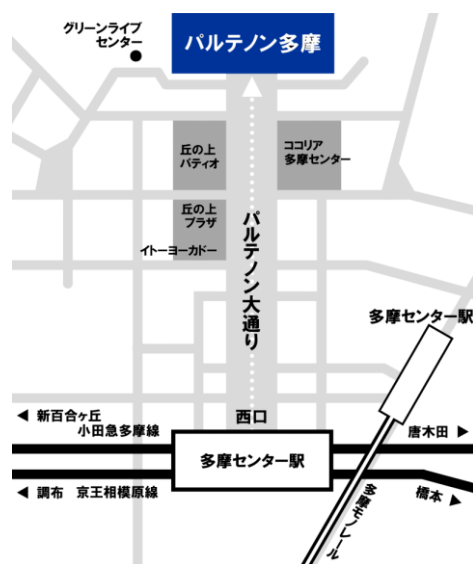 グリーンライブ
センター
パルテノン多摩
丘の上
パティオ
ココリア
多摩センター
丘の上
プラザ
イトーヨーカドー
パルテノン大通り
多摩センター駅
西口
◀ 新百合ヶ丘
小田急多摩線
唐木田 ▶
多摩センター駅
◀ 調布 京王相模原線
多摩モノレール
橋本 ▶